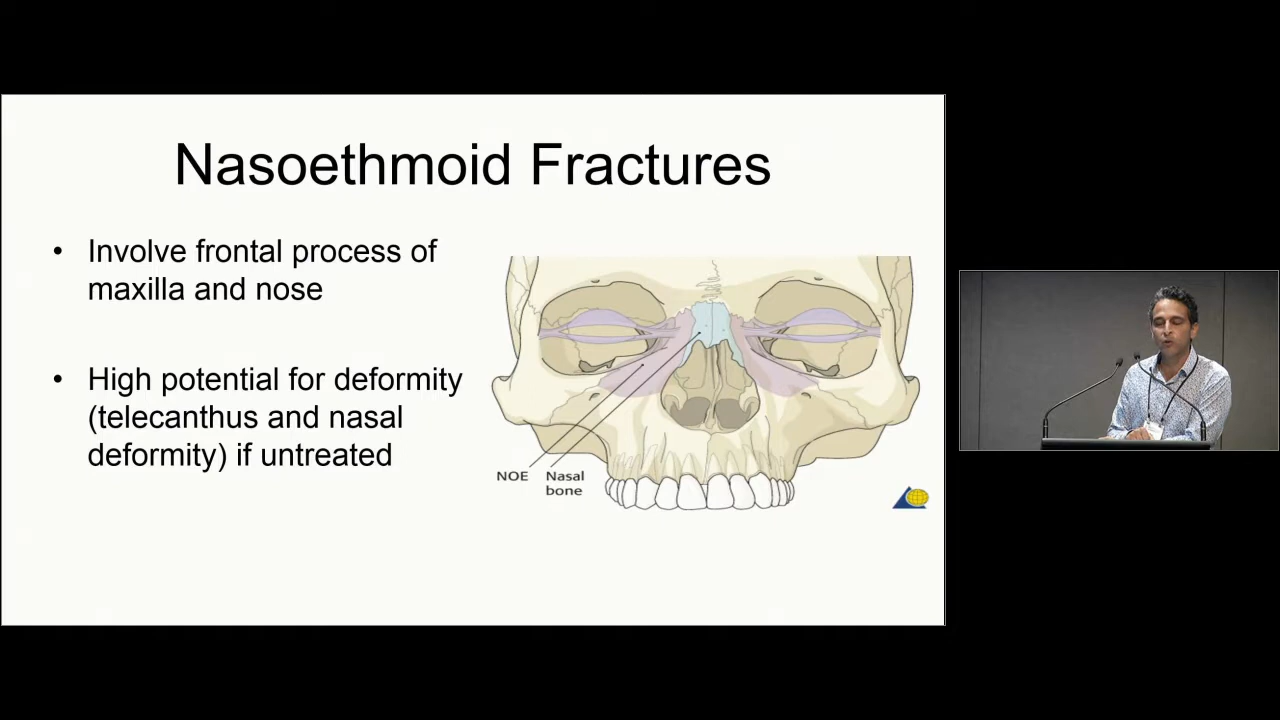 Nasoethmoid Fractures
• Involve frontal process of
maxilla and nose
• High potential for deformity
(telecanthus and nasal
deformity) if untreated
NOE
Nasal
bone